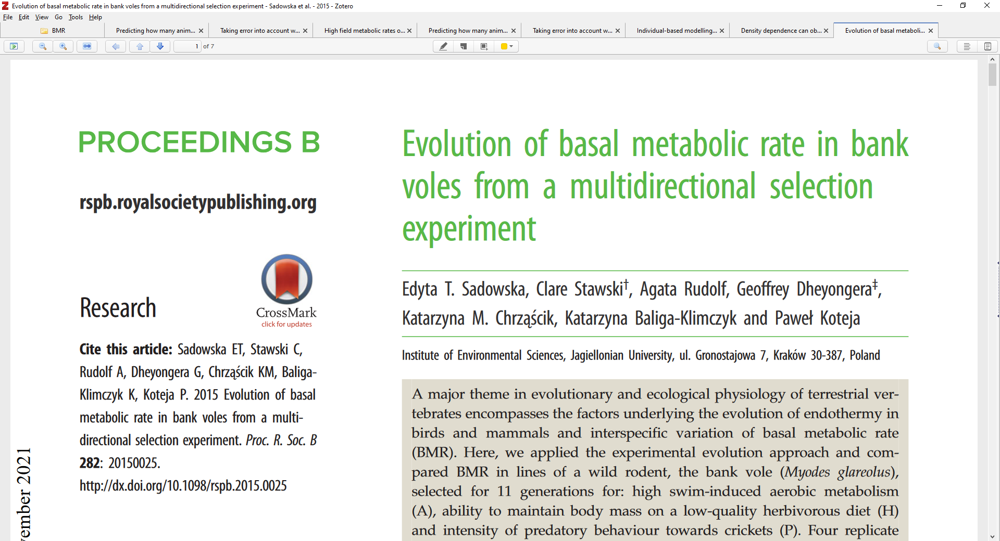 Evolution of basal metabolic rate in bank voles from a multidirectional selection experiment - Sadowska et al. - 2015 - Zotero
File Edit View Go Tools Help
BMR
Predicting how many anim...
Taking error into account w...
High field metabolic rates o...
Predicting how many anim...
Taking error into account w...
Individual-based modelling...
Density dependence can ob...
Evolution of basal metaboli...
1 of 7
PROCEEDINGS B
rspb.royalsocietypublishing.org
Research
CrossMark
click for updates
Cite this article: Sadowska ET, Stawski C,
Rudolf A, Dheyongera G, Chrząścik KM, Baliga-
Klimczyk K, Koteja P. 2015 Evolution of basal
metabolic rate in bank voles from a multi-
directional selection experiment. Proc. R. Soc. B
282: 20150025.
http://dx.doi.org/10.1098/rspb.2015.0025
Evolution of basal metabolic rate in bank
voles from a multidirectional selection
experiment
Edyta T. Sadowska, Clare Stawski†, Agata Rudolf, Geoffrey Dheyongera‡,
Katarzyna M. Chrząścik, Katarzyna Baliga-Klimczyk and Paweł Koteja
Institute of Environmental Sciences, Jagiellonian University, ul. Gronostajowa 7, Kraków 30-387, Poland
A major theme in evolutionary and ecological physiology of terrestrial ver-
tebrates encompasses the factors underlying the evolution of endothermy in
birds and mammals and interspecific variation of basal metabolic rate
(BMR). Here, we applied the experimental evolution approach and com-
pared BMR in lines of a wild rodent, the bank vole (Myodes glareolus),
selected for 11 generations for: high swim-induced aerobic metabolism
(A), ability to maintain body mass on a low-quality herbivorous diet (H)
and intensity of predatory behaviour towards crickets (P). Four replicate
vember 2021